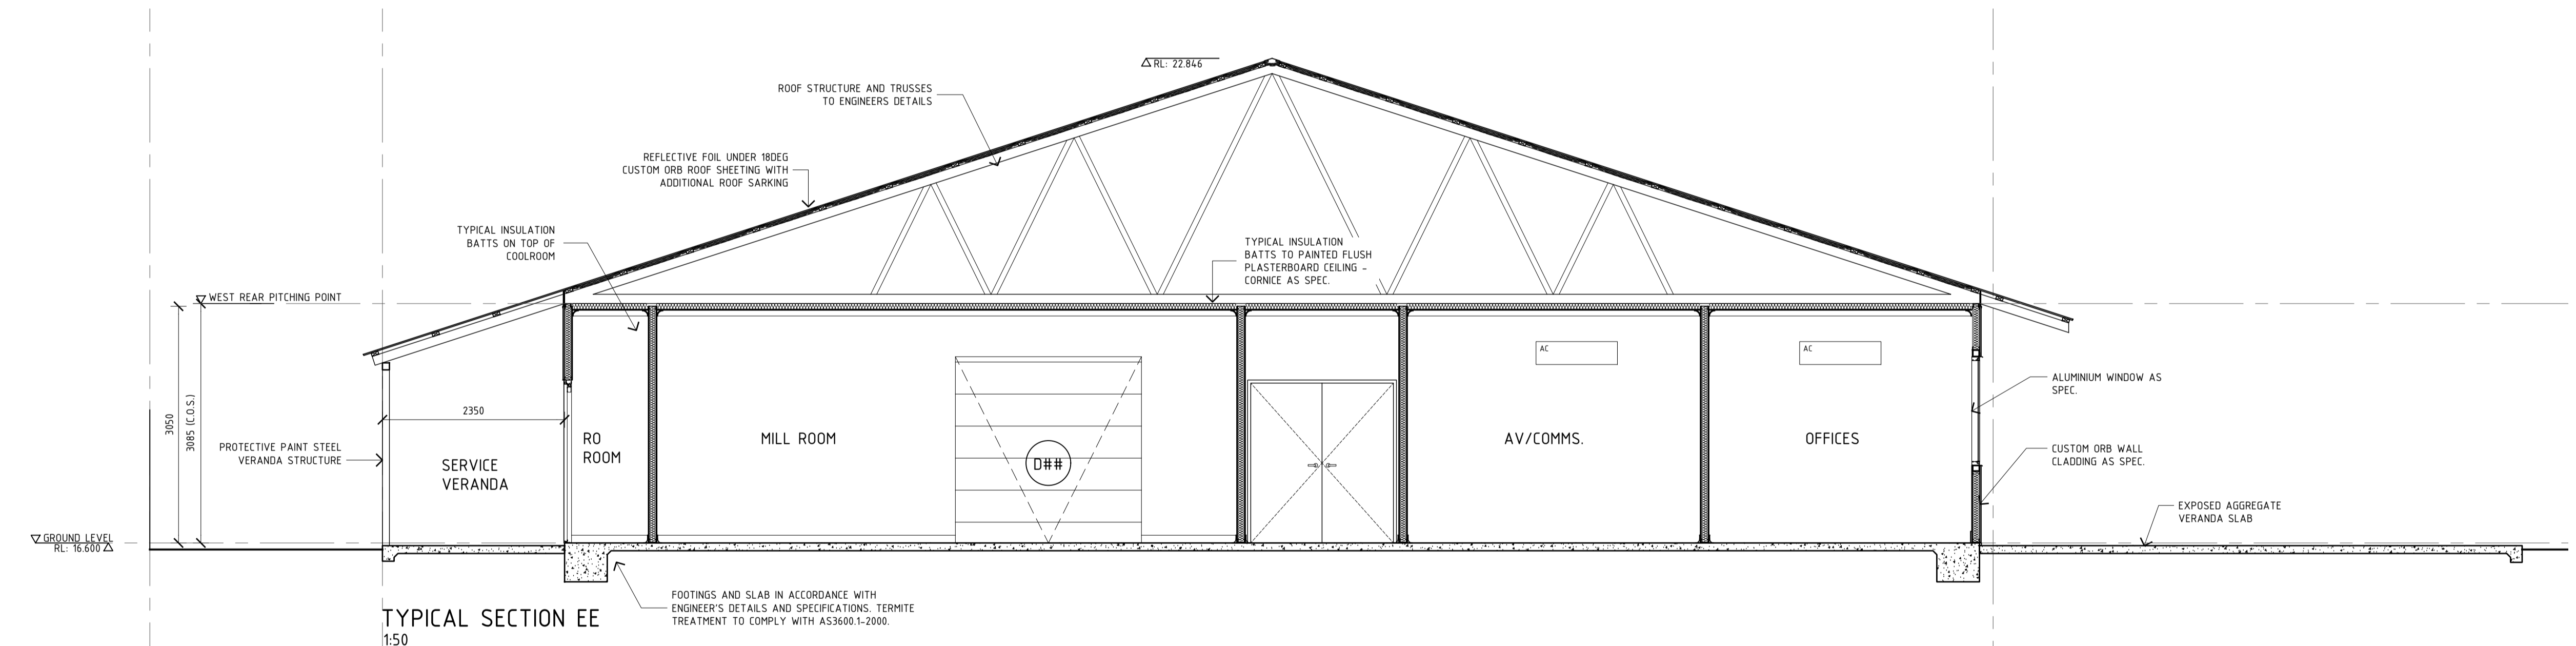 RL: 22.846
ROOF STRUCTURE AND TRUSSES
TO ENGINEERS DETAILS
REFLECTIVE FOIL UNDER 18DEG
CUSTOM ORB ROOF SHEETING WITH
ADDITIONAL ROOF SARKING
TYPICAL INSULATION
BATTS ON TOP OF
COOLROOM
TYPICAL INSULATION
BATTS TO PAINTED FLUSH
PLASTERBOARD CEILING -
CORNICE AS SPEC.
WEST REAR PITCHING POINT
AC
AC
ALUMINIUM WINDOW AS
SPEC.
3050
3085 (C.O.S.)
2350
PROTECTIVE PAINT STEEL
VERANDA STRUCTURE
SERVICE
VERANDA
RO
ROOM
MILL ROOM
D##
AV/COMMS.
OFFICES
CUSTOM ORB WALL
CLADDING AS SPEC.
EXPOSED AGGREGATE
VERANDA SLAB
GROUND LEVEL
RL: 16.600
FOOTINGS AND SLAB IN ACCORDANCE WITH
ENGINEER'S DETAILS AND SPECIFICATIONS. TERMITE
TREATMENT TO COMPLY WITH AS3600.1-2000.
TYPICAL SECTION EE
1:50